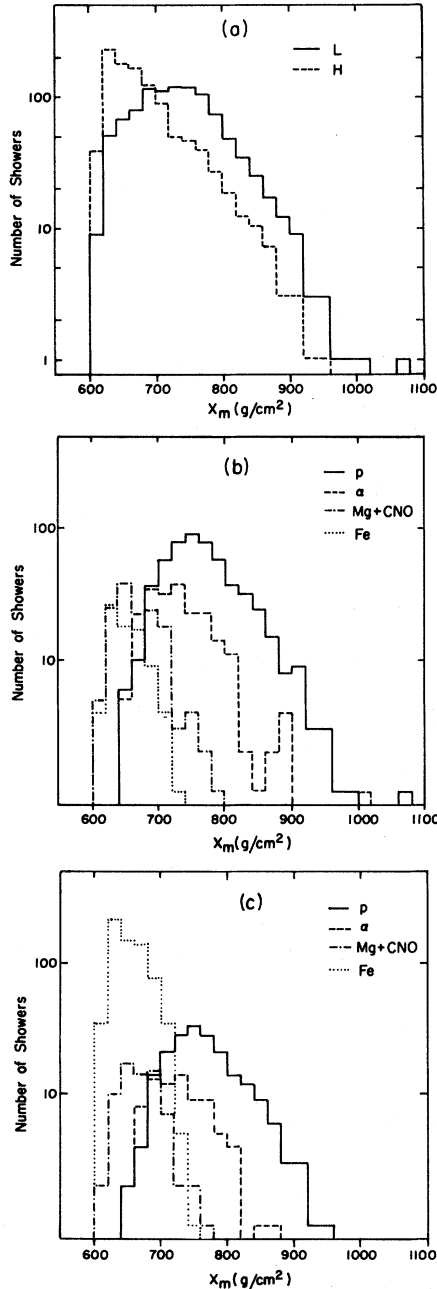 (a)
L
H
100
10
1
Number of Showers
600 700 800 900 1000 1100
Xm(g/cm²)
(b)
p
α
Mg+CNO
Fe
100
10
Number of Showers
600 700 800 900 1000 1100
Xm(g/cm²)
(c)
p
α
Mg+CNO
Fe
100
10
Number of Showers
600 700 800 900 1000 1100
Xm(g/cm²)